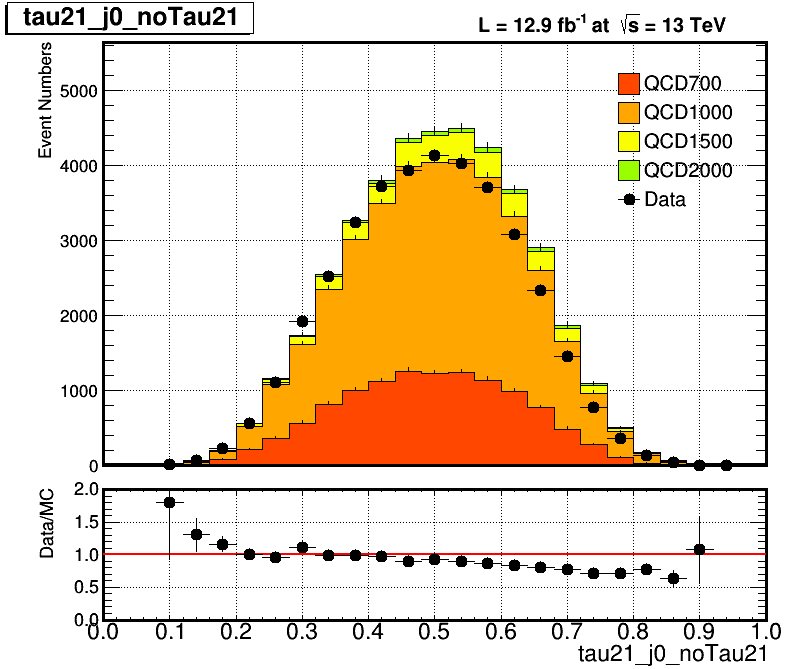 tau21_j0_noTau21
L = 12.9 fb⁻¹ at √s = 13 TeV
Event Numbers
5000
4000
3000
2000
1000
0
QCD700
QCD1000
QCD1500
QCD2000
Data
Data/MC
2.0
1.5
1.0
0.5
0.0
0.0 0.1 0.2 0.3 0.4 0.5 0.6 0.7 0.8 0.9 1.0
tau21_j0_noTau21